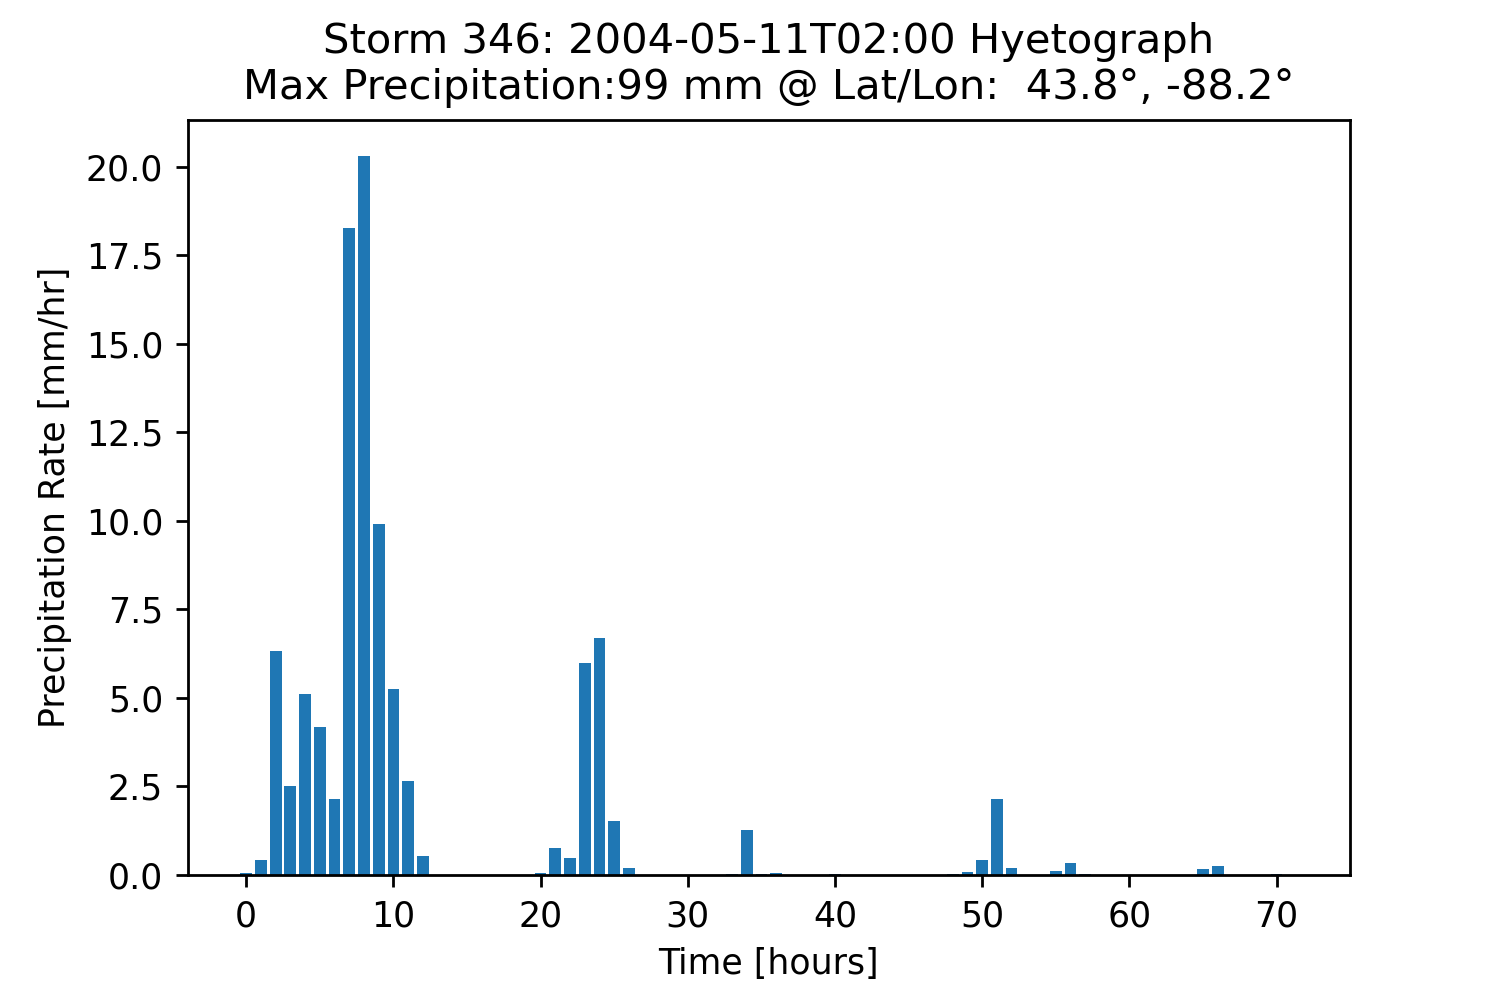 Storm 346: 2004-05-11T02:00 Hyetograph
Max Precipitation:99 mm @ Lat/Lon:  43.8°, -88.2°
Precipitation Rate [mm/hr]
20.0
17.5
15.0
12.5
10.0
7.5
5.0
2.5
0.0
0 10 20 30 40 50 60 70
Time [hours]